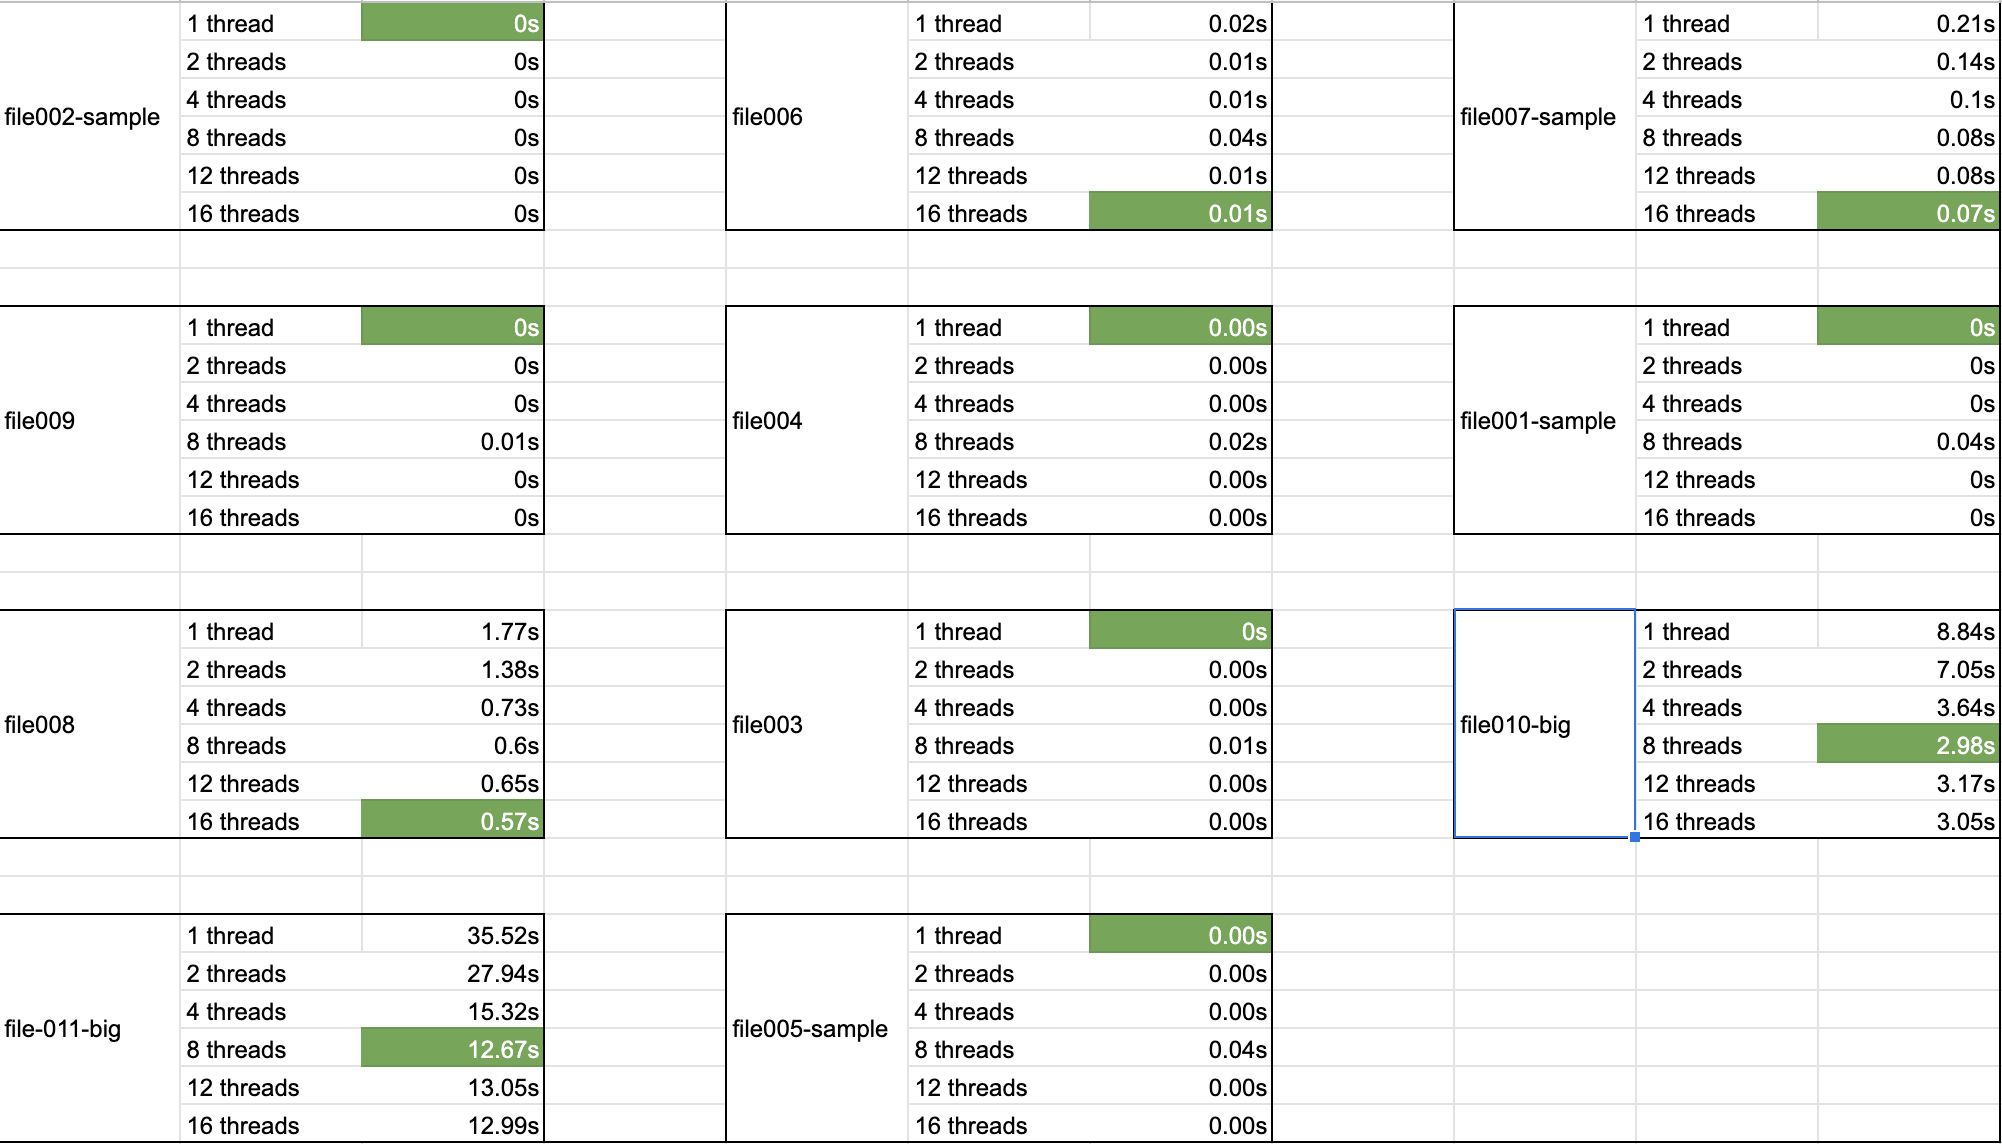 file002-sample
1 thread 0s
2 threads 0s
4 threads 0s
8 threads 0s
12 threads 0s
16 threads 0s
file006
1 thread 0.02s
2 threads 0.01s
4 threads 0.01s
8 threads 0.04s
12 threads 0.01s
16 threads 0.01s
file007-sample
1 thread 0.21s
2 threads 0.14s
4 threads 0.1s
8 threads 0.08s
12 threads 0.08s
16 threads 0.07s
file009
1 thread 0s
2 threads 0s
4 threads 0s
8 threads 0.01s
12 threads 0s
16 threads 0s
file004
1 thread 0.00s
2 threads 0.00s
4 threads 0.00s
8 threads 0.02s
12 threads 0.00s
16 threads 0.00s
file001-sample
1 thread 0s
2 threads 0s
4 threads 0s
8 threads 0.04s
12 threads 0s
16 threads 0s
file008
1 thread 1.77s
2 threads 1.38s
4 threads 0.73s
8 threads 0.6s
12 threads 0.65s
16 threads 0.57s
file003
1 thread 0s
2 threads 0.00s
4 threads 0.00s
8 threads 0.01s
12 threads 0.00s
16 threads 0.00s
file010-big
1 thread 8.84s
2 threads 7.05s
4 threads 3.64s
8 threads 2.98s
12 threads 3.17s
16 threads 3.05s
file-011-big
1 thread 35.52s
2 threads 27.94s
4 threads 15.32s
8 threads 12.67s
12 threads 13.05s
16 threads 12.99s
file005-sample
1 thread 0.00s
2 threads 0.00s
4 threads 0.00s
8 threads 0.04s
12 threads 0.00s
16 threads 0.00s